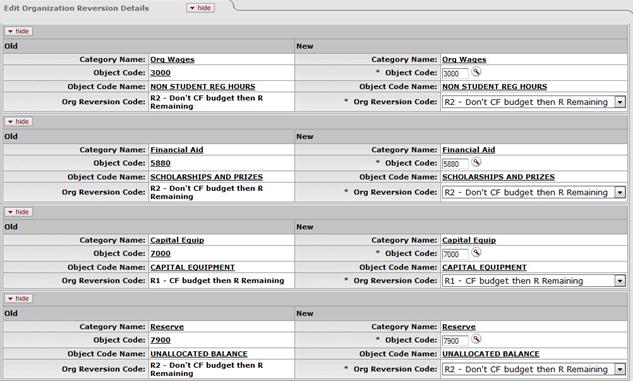 Edit Organization Reversion Details ▼ hide
▼ hide
Old New
Category Name: Org Wages Category Name: Org Wages
Object Code: 3000 * Object Code: 3000
Object Code Name: NON STUDENT REG HOURS Object Code Name: NON STUDENT REG HOURS
Org Reversion Code: R2 - Don't CF budget then R Remaining * Org Reversion Code: R2 - Don't CF budget then R Remaining
▼ hide
Old New
Category Name: Financial Aid Category Name: Financial Aid
Object Code: 5880 * Object Code: 5880
Object Code Name: SCHOLARSHIPS AND PRIZES Object Code Name: SCHOLARSHIPS AND PRIZES
Org Reversion Code: R2 - Don't CF budget then R Remaining * Org Reversion Code: R2 - Don't CF budget then R Remaining
▼ hide
Old New
Category Name: Capital Equip Category Name: Capital Equip
Object Code: 7000 * Object Code: 7000
Object Code Name: CAPITAL EQUIPMENT Object Code Name: CAPITAL EQUIPMENT
Org Reversion Code: R1 - CF budget then R Remaining * Org Reversion Code: R1 - CF budget then R Remaining
▼ hide
Old New
Category Name: Reserve Category Name: Reserve
Object Code: 7900 * Object Code: 7900
Object Code Name: UNALLOCATED BALANCE Object Code Name: UNALLOCATED BALANCE
Org Reversion Code: R2 - Don't CF budget then R Remaining * Org Reversion Code: R2 - Don't CF budget then R Remaining